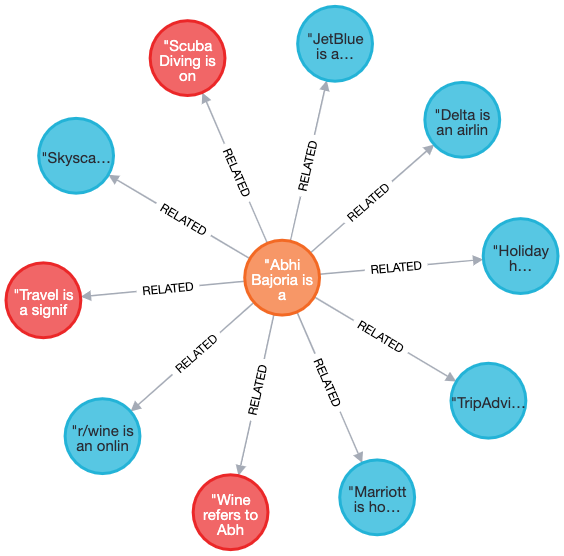 "Scuba
Diving is
on
"JetBlue
is a…
"Delta is
an airlin
"Skysca…
RELATED
RELATED
RELATED
RELATED
"Abhi
Bajoria is
a
"Holiday
h…
RELATED
"Travel is
a signif
RELATED
RELATED
RELATED
RELATED
RELATED
"TripAdvi…
"r/wine is
an onlin
"Wine
refers to
Abh
"Marriott
is ho…